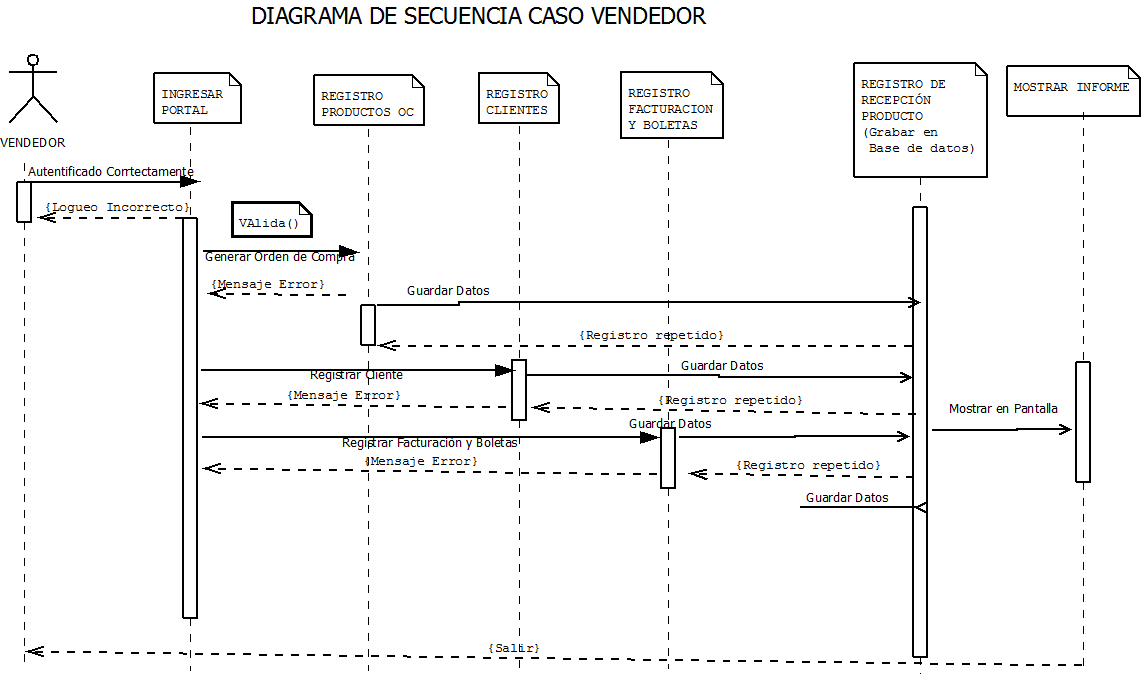 DIAGRAMA DE SECUENCIA CASO VENDEDOR
VENDEDOR
INGRESAR
PORTAL
REGISTRO
PRODUCTOS OC
REGISTRO
CLIENTES
REGISTRO
FACTURACION
Y BOLETAS
REGISTRO DE
RECEPCIÓN
PRODUCTO
(Grabar en
Base de datos)
MOSTRAR INFORME
Autentificado Corrtectamente
{Logueo Incorrecto}
VAlida()
Generar Orden de Compra
{Mensaje Error}
Guardar Datos
{Registro repetido}
Registrar Cliente
Guardar Datos
{Mensaje Error}
{Registro repetido}
Mostrar en Pantalla
Guardar Datos
Registrar Facturación y Boletas
{Mensaje Error}
{Registro repetido}
Guardar Datos
{Salir}